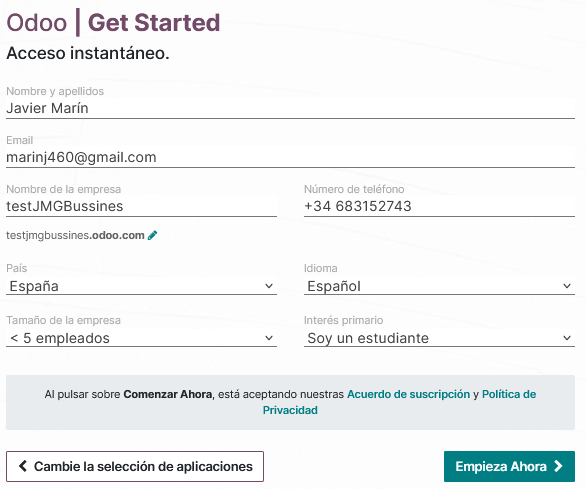 Odoo | Get Started
Acceso instantáneo.
Nombre y apellidos
Javier Marín
Email
marinj460@gmail.com
Nombre de la empresa
testJMGBussines
Número de teléfono
+34 683152743
testjmgbussines.odoo.com
País
España
Idioma
Español
Tamaño de la empresa
< 5 empleados
Interés primario
Soy un estudiante
Al pulsar sobre Comenzar Ahora, está aceptando nuestras Acuerdo de suscripción y Política de
Privacidad
Cambie la selección de aplicaciones
Empieza Ahora